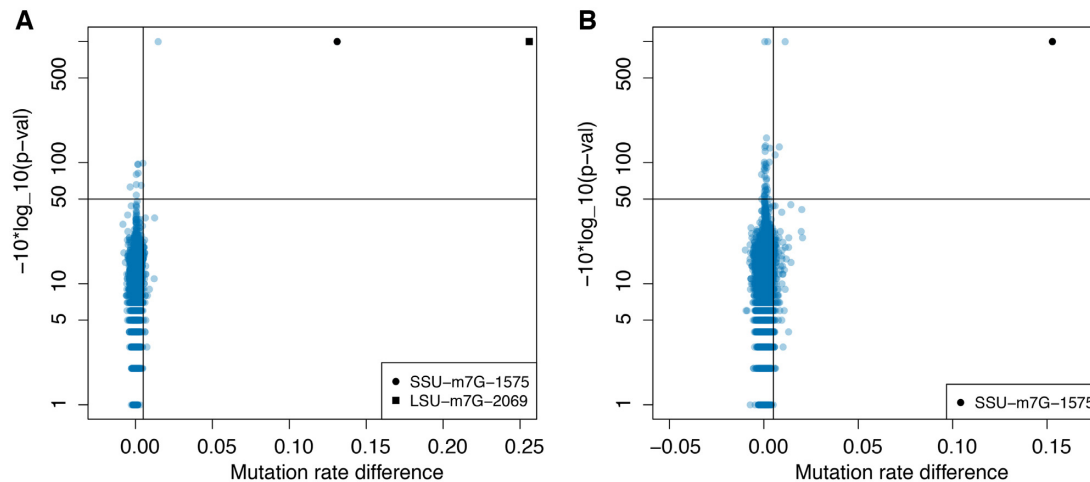 A
B
−10*log_10(p−val)
500
100
50
10
5
1
0.00
0.05
0.10
0.15
0.20
0.25
Mutation rate difference
SSU−m7G−1575
LSU−m7G−2069
−10*log_10(p−val)
500
100
50
10
5
1
−0.05
0.00
0.05
0.10
0.15
Mutation rate difference
SSU−m7G−1575